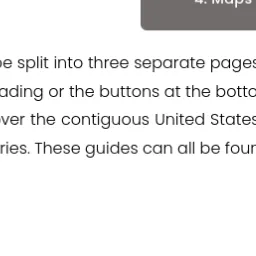 4. Maps
be split into three separate pages
ading or the buttons at the botto
ver the contiguous United States
ries. These guides can all be foun